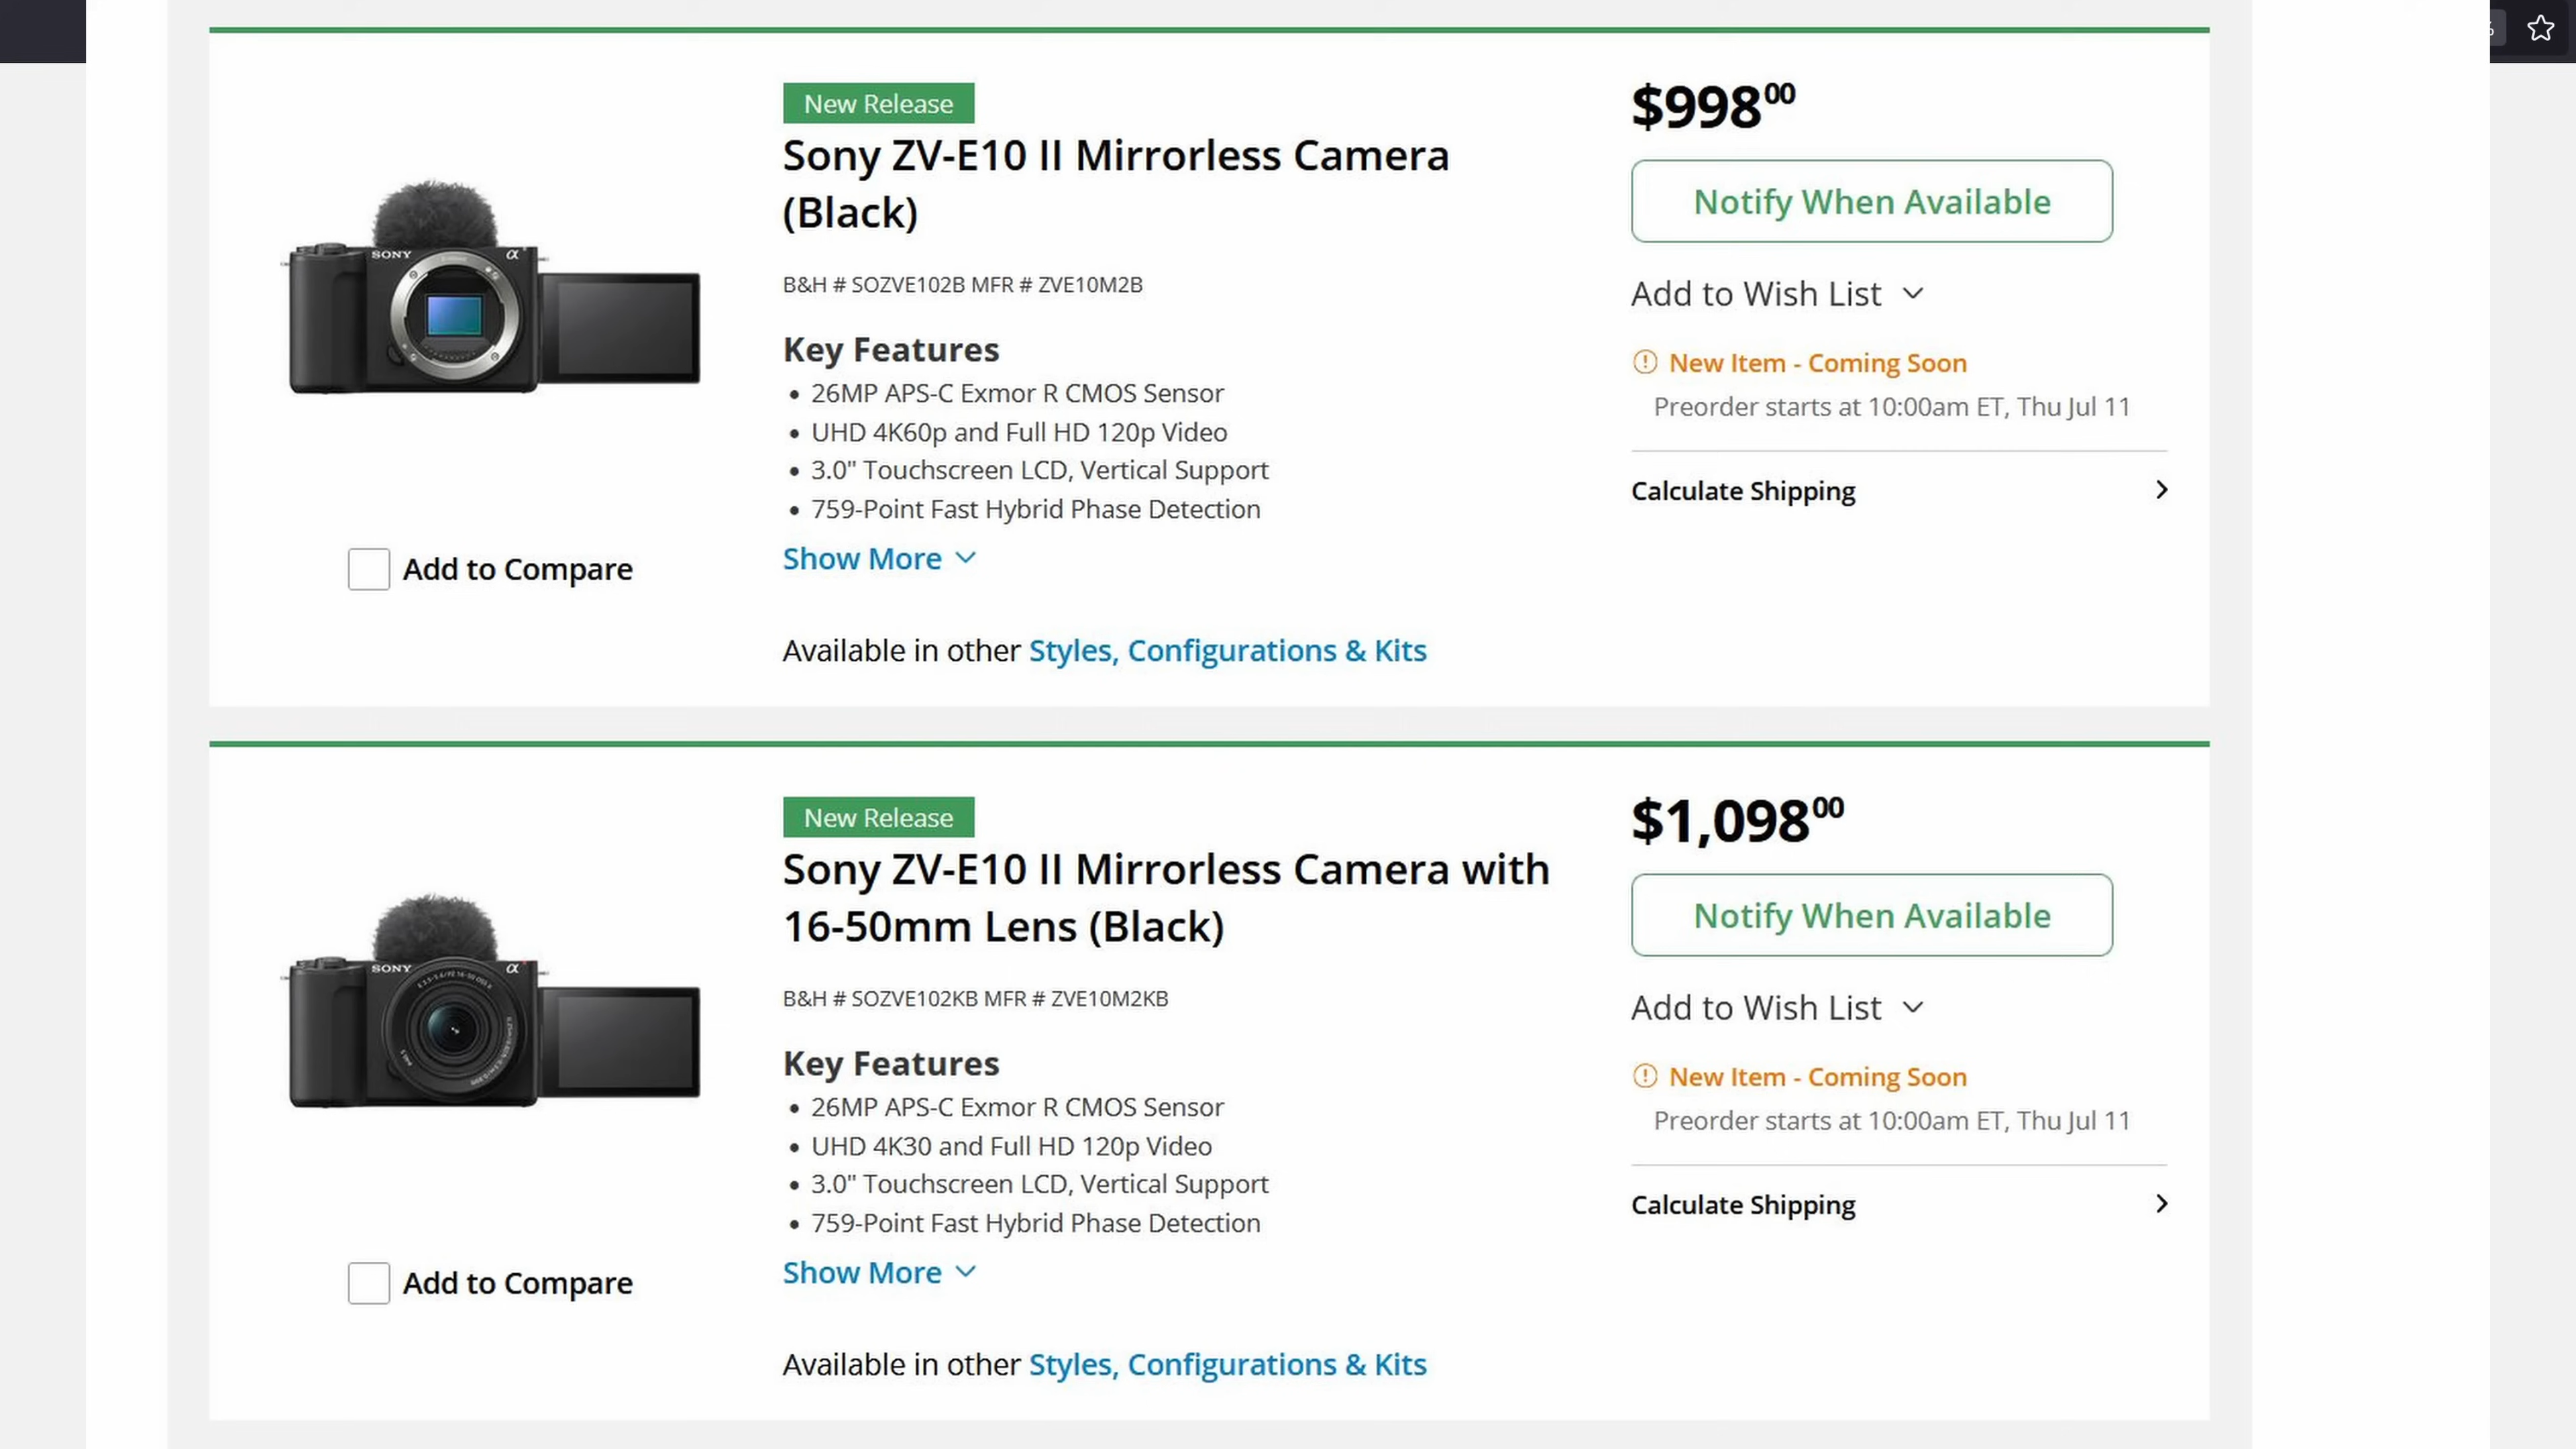 New Release
Sony ZV-E10 II Mirrorless Camera
(Black)
B&H # SOZVE102B MFR # ZVE10M2B
Key Features
• 26MP APS-C Exmor R CMOS Sensor
• UHD 4K60p and Full HD 120p Video
• 3.0" Touchscreen LCD, Vertical Support
• 759-Point Fast Hybrid Phase Detection
Show More
Available in other Styles, Configurations & Kits
SONY α
Add to Compare
$998.00
Notify When Available
Add to Wish List
New Item - Coming Soon
Preorder starts at 10:00am ET, Thu Jul 11
Calculate Shipping
New Release
Sony ZV-E10 II Mirrorless Camera with
16-50mm Lens (Black)
B&H # SOZVE102KB MFR # ZVE10M2KB
Key Features
• 26MP APS-C Exmor R CMOS Sensor
• UHD 4K30 and Full HD 120p Video
• 3.0" Touchscreen LCD, Vertical Support
• 759-Point Fast Hybrid Phase Detection
Show More
Available in other Styles, Configurations & Kits
SONY α
Add to Compare
$1,098.00
Notify When Available
Add to Wish List
New Item - Coming Soon
Preorder starts at 10:00am ET, Thu Jul 11
Calculate Shipping